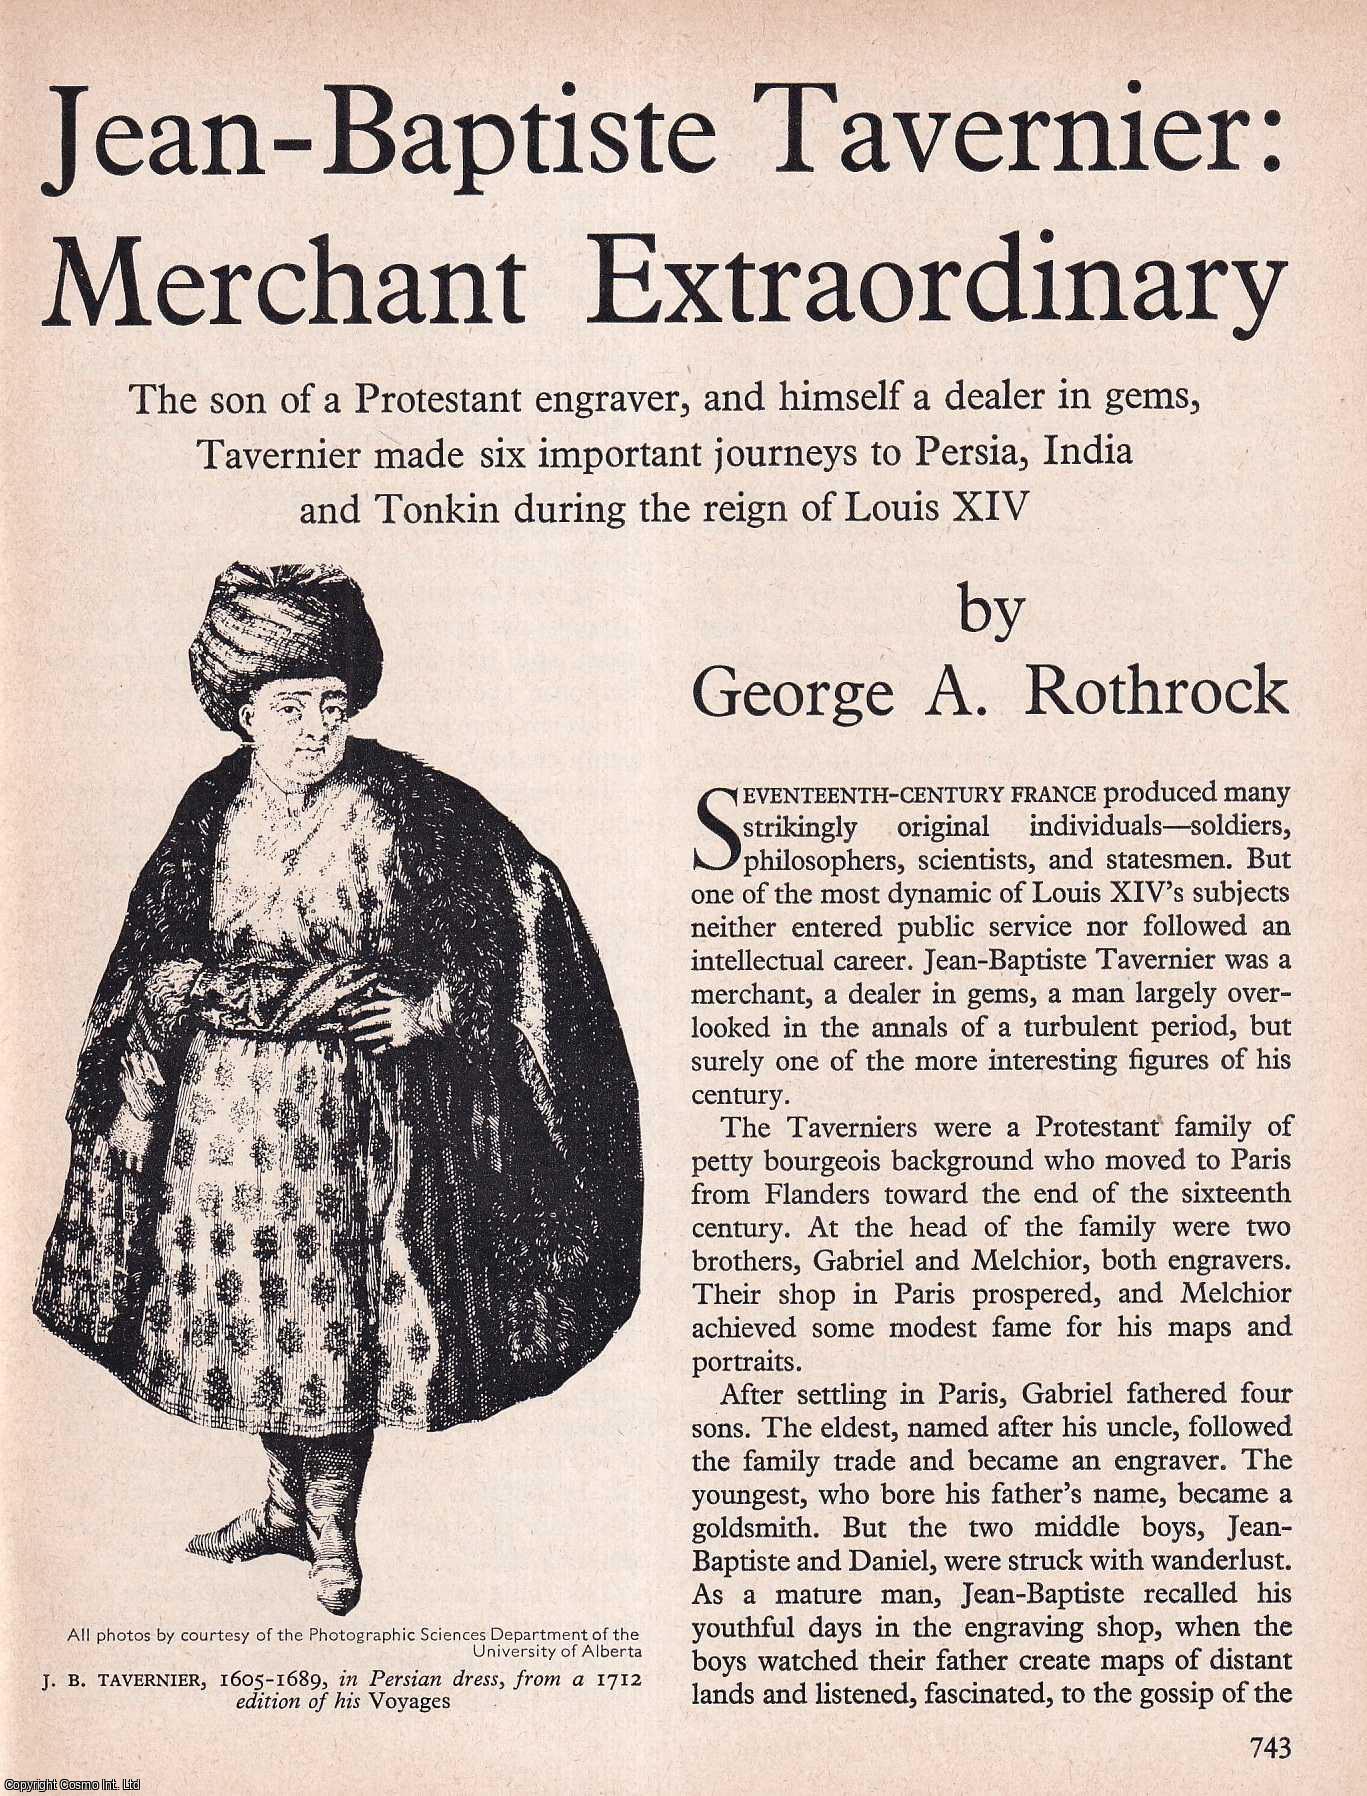 Jean-Baptiste Tavernier:
Merchant Extraordinary
The son of a Protestant engraver, and himself a dealer in gems,
Tavernier made six important journeys to Persia, India
and Tonkin during the reign of Louis XIV
by
George A. Rothrock
SEVENTEENTH-CENTURY FRANCE produced many
strikingly original individuals—soldiers,
philosophers, scientists, and statesmen. But
one of the most dynamic of Louis XIV's subjects
neither entered public service nor followed an
intellectual career. Jean-Baptiste Tavernier was a
merchant, a dealer in gems, a man largely over-
looked in the annals of a turbulent period, but
surely one of the more interesting figures of his
century.
The Taverniers were a Protestant family of
petty bourgeois background who moved to Paris
from Flanders toward the end of the sixteenth
century. At the head of the family were two
brothers, Gabriel and Melchior, both engravers.
Their shop in Paris prospered, and Melchior
achieved some modest fame for his maps and
portraits.
After settling in Paris, Gabriel fathered four
sons. The eldest, named after his uncle, followed
the family trade and became an engraver. The
youngest, who bore his father's name, became a
goldsmith. But the two middle boys, Jean-
Baptiste and Daniel, were struck with wanderlust.
As a mature man, Jean-Baptiste recalled his
youthful days in the engraving shop, when the
boys watched their father create maps of distant
lands and listened, fascinated, to the gossip of the
All photos by courtesy of the Photographic Sciences Department of the
University of Alberta
J. B. TAVERNIER, 1605-1689, in Persian dress, from a 1712
edition of his Voyages
743
Copyright Cosmo Int. Ltd